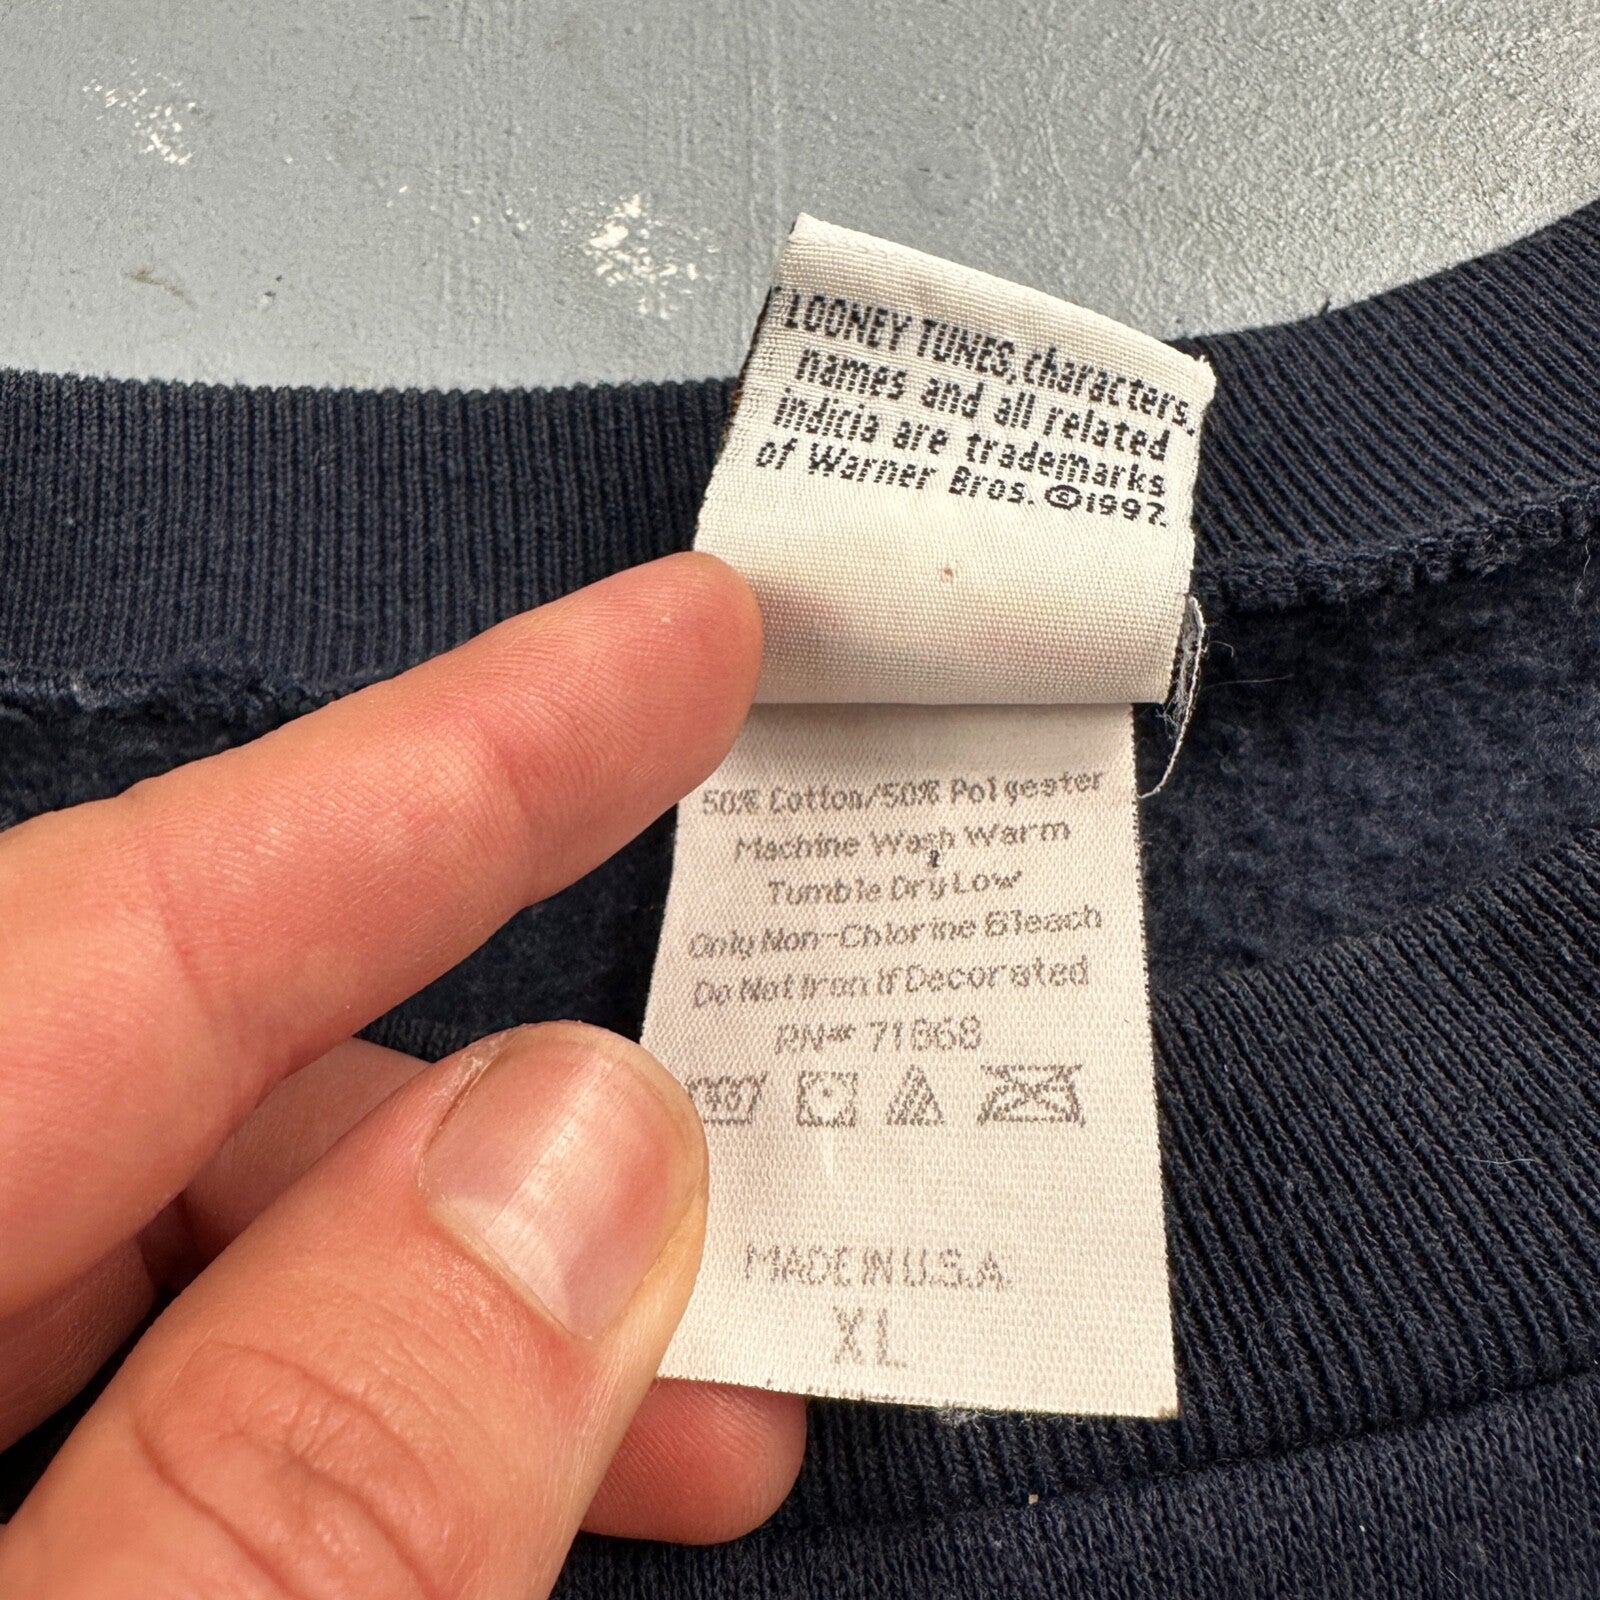 LOONEY TUNES, characters,
names and all related
indicia are trademarks
of Warner Bros. ©1997.
50% Cotton/50% Polyester
Machine Wash Warm
Tumble Dry Low
Only Non-Chlorine Bleach
Do Not Iron If Decorated
RN# 71868
MADE IN U.S.A.
XL